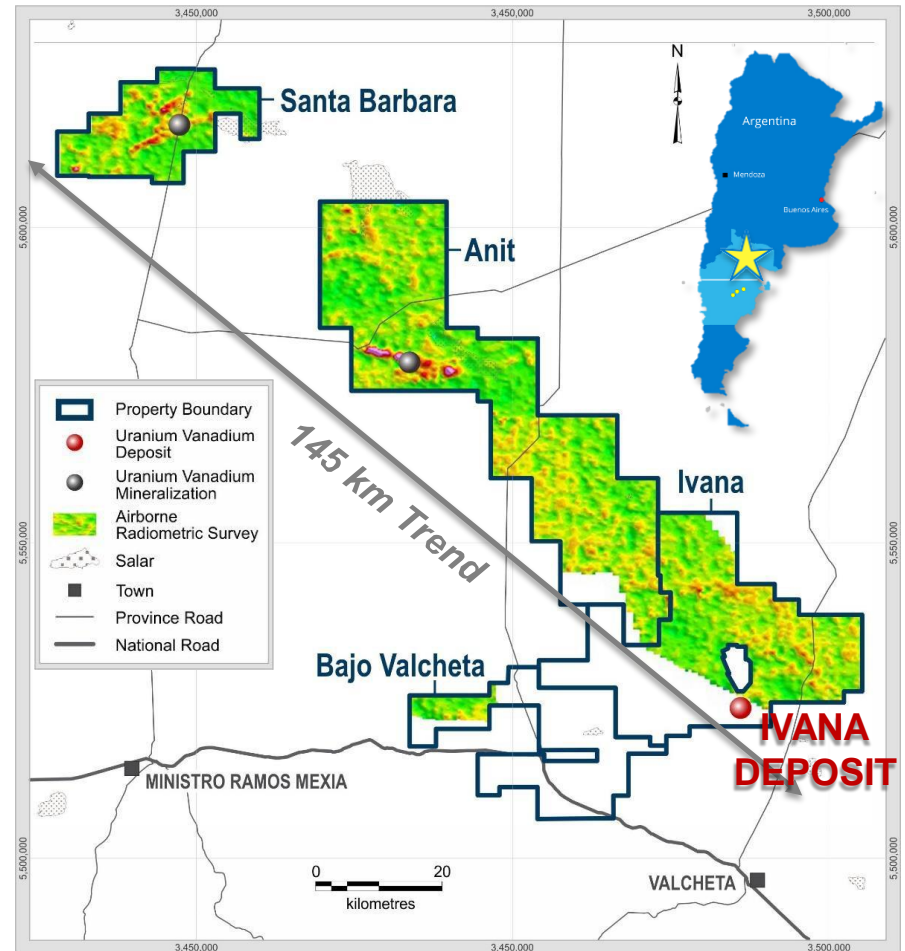 3,450,000
3,450,000
3,500,000
N
Santa Barbara
Argentina
Mendoza
Buenos Aires
5,600,000
5,600,000
Anit
Property Boundary
Uranium Vanadium
Deposit
Uranium Vanadium
Mineralization
Airborne
Radiometric Survey
Salar
Town
Province Road
National Road
145 km Trend
Ivana
5,550,000
5,550,000
Bajo Valcheta
IVANA
DEPOSIT
MINISTRO RAMOS MEXIA
0
20
kilometres
VALCHETA
5,500,000
5,500,000
3,450,000
3,450,000
3,500,000